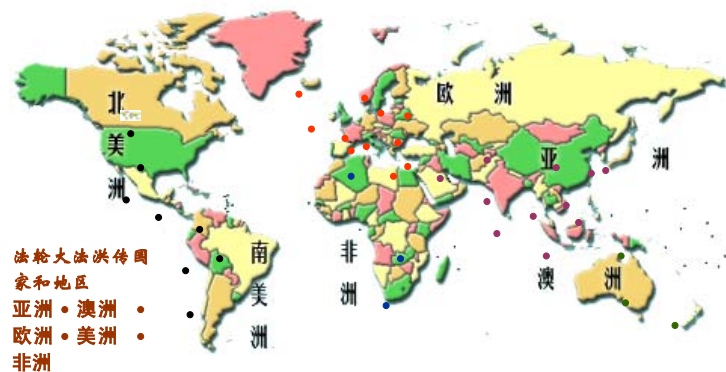 北
美
洲
欧 洲
亚 洲
非
洲
南
美
洲
澳 洲
法轮大法洪传国
家和地区
亚洲 • 澳洲 •
欧洲 • 美洲 •
非洲